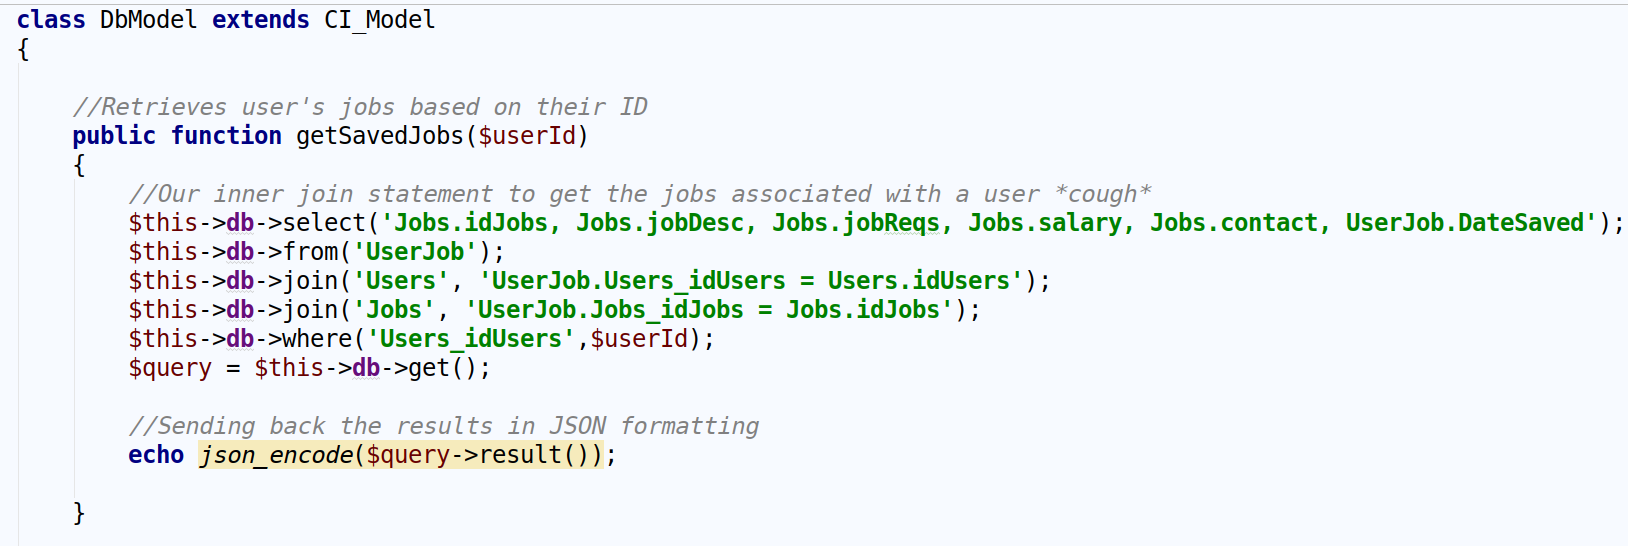 class DbModel extends CI_Model
{
//Retrieves user's jobs based on their ID
public function getSavedJobs($userId)
{
//Our inner join statement to get the jobs associated with a user *cough*
$this->db->select('Jobs.idJobs, Jobs.jobDesc, Jobs.jobReqs, Jobs.salary, Jobs.contact, UserJob.DateSaved');
$this->db->from('UserJob');
$this->db->join('Users', 'UserJob.Users_idUsers = Users.idUsers');
$this->db->join('Jobs', 'UserJob.Jobs_idJobs = Jobs.idJobs');
$this->db->where('Users_idUsers',$userId);
$query = $this->db->get();
//Sending back the results in JSON formatting
echo json_encode($query->result());
}